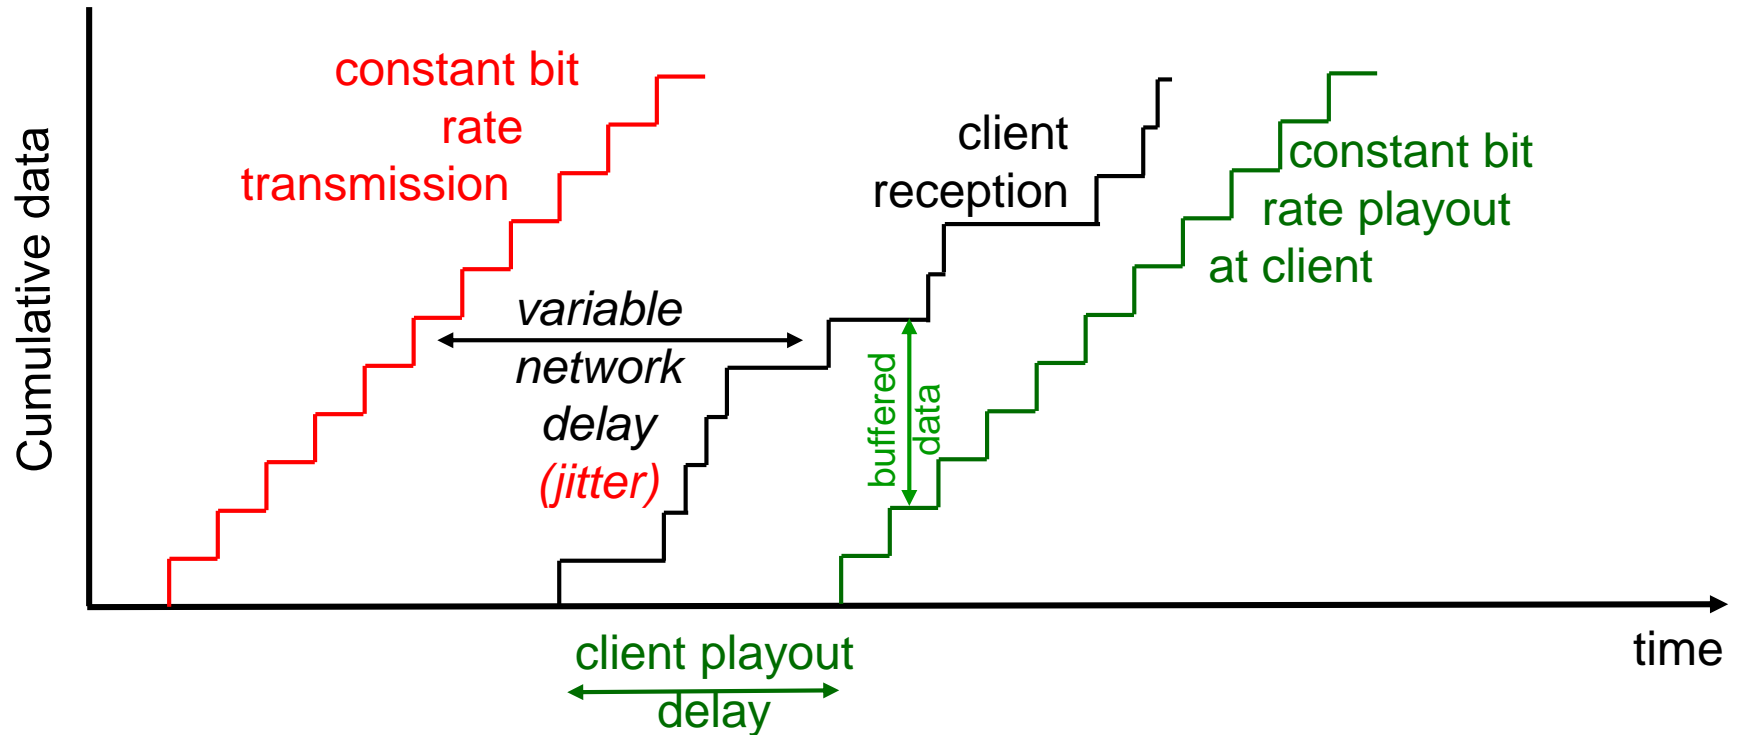 constant bit
rate
transmission
client
reception
constant bit
rate playout
at client
Cumulative data
variable
network
delay
(jitter)
buffered
data
time
client playout
delay